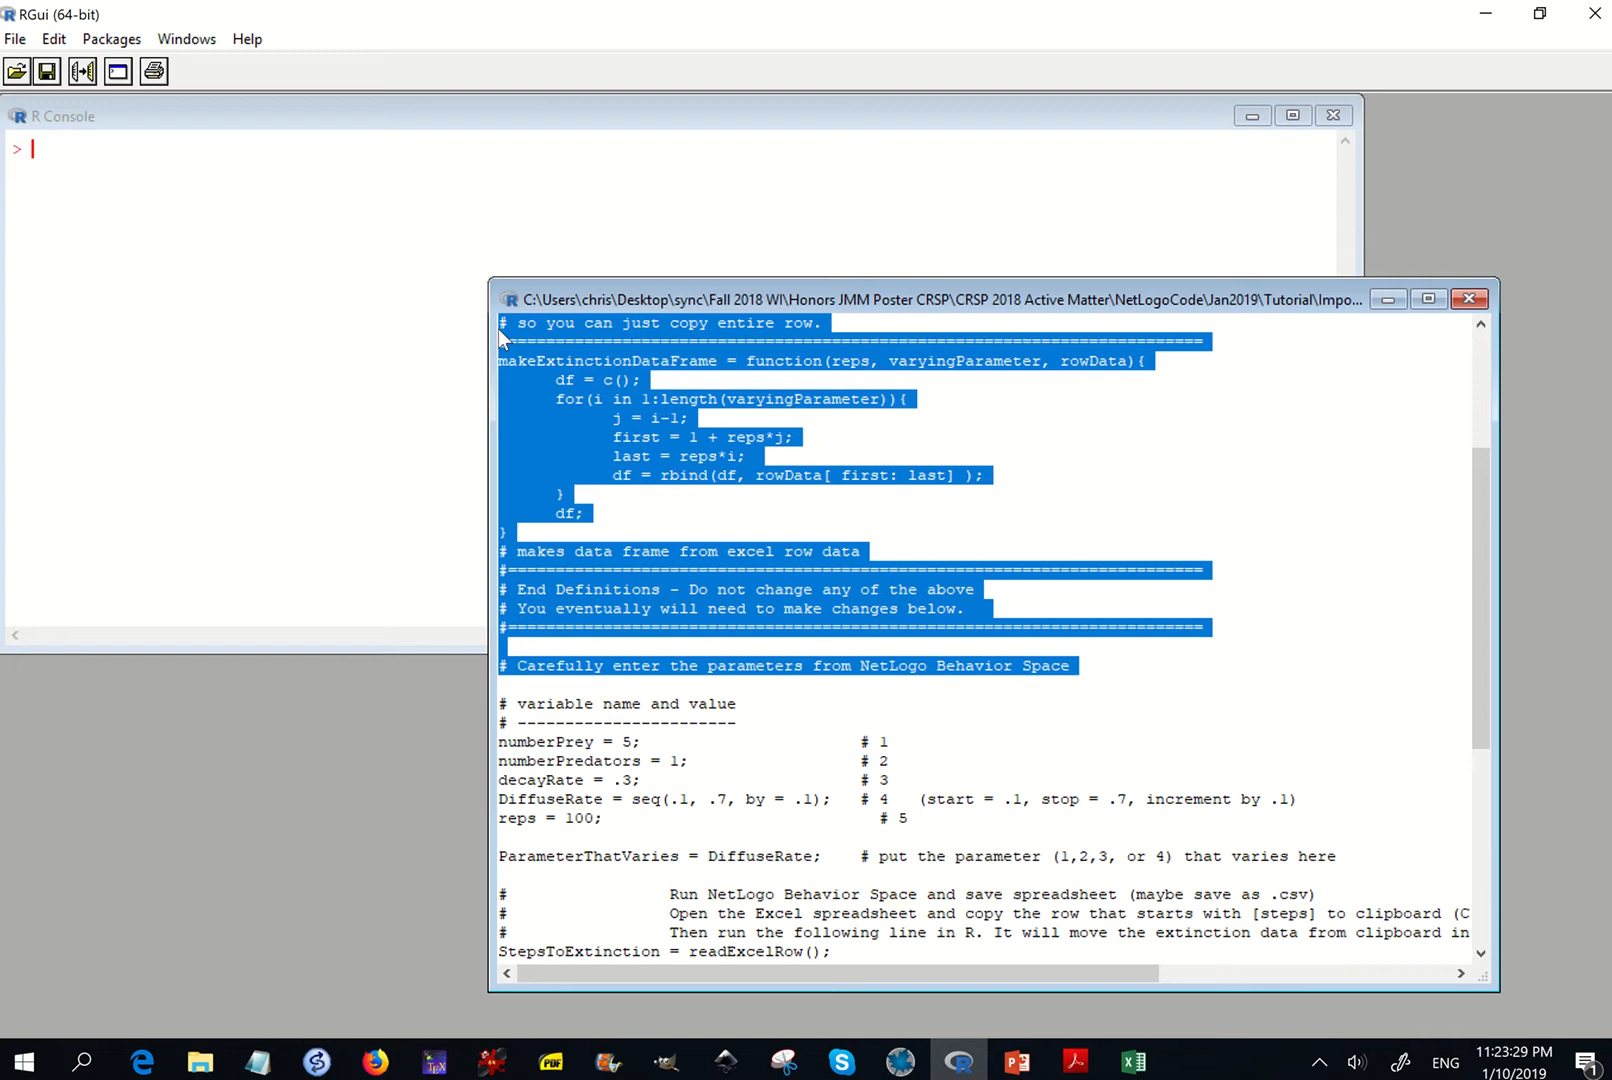 RGui (64-bit)
File Edit Packages Windows Help
R Console
>
C:\Users\chris\Desktop\sync\Fall 2018 WI\Honors JMM Poster CRSP\CRSP 2018 Active Matter\NetLogoCode\Jan2019\Tutorial\Impo...
# so you can just copy entire row.
#=========================================================================
makeExtinctionDataFrame = function(reps, varyingParameter, rowData){
df = c();
for(i in 1:length(varyingParameter)){
j = i-1;
first = 1 + reps*j;
last = reps*i;
df = rbind(df, rowData[ first: last] );
}
df;
}
# makes data frame from excel row data
#=========================================================================
# End Definitions - Do not change any of the above
# You eventually will need to make changes below.
#=========================================================================
# Carefully enter the parameters from NetLogo Behavior Space
# variable name and value
# -----------------------
numberPrey = 5; # 1
numberPredators = 1; # 2
decayRate = .3; # 3
DiffuseRate = seq(.1, .7, by = .1); # 4 (start = .1, stop = .7, increment by .1)
reps = 100; # 5
ParameterThatVaries = DiffuseRate; # put the parameter (1,2,3, or 4) that varies here
# Run NetLogo Behavior Space and save spreadsheet (maybe save as .csv)
# Open the Excel spreadsheet and copy the row that starts with [steps] to clipboard (C
# Then run the following line in R. It will move the extinction data from clipboard in
StepsToExtinction = readExcelRow();
ENG
11:23:29 PM
1/10/2019